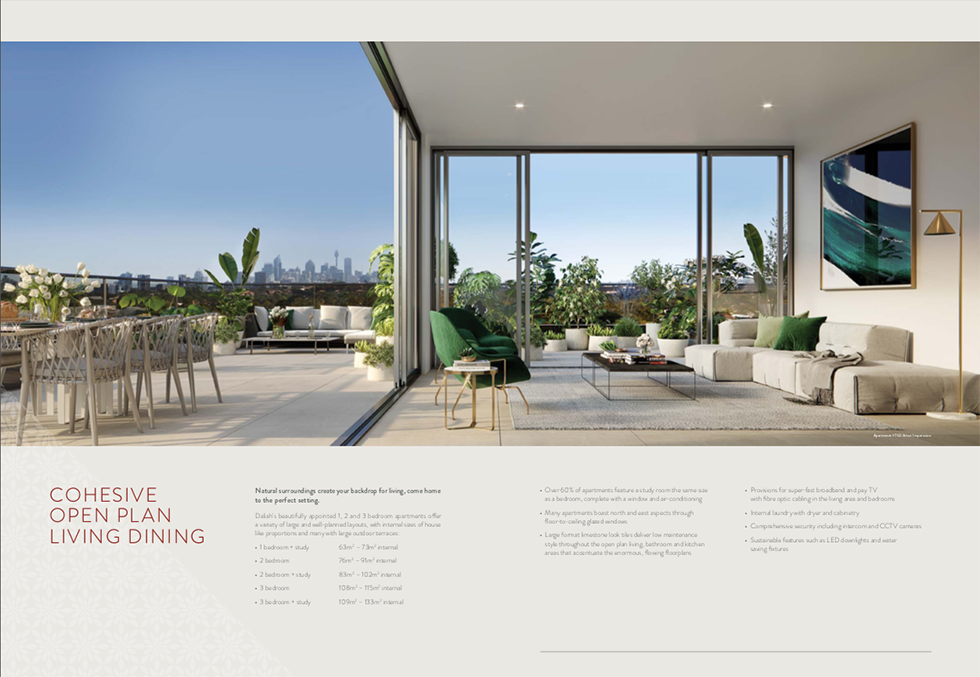 COHESIVE
OPEN PLAN
LIVING DINING
Natural surroundings create your backdrop for living, come home
to the perfect setting.
Dalah's beautifully appointed 1, 2 and 3 bedroom apartments offer
a variety of large and well-planned layouts, with internal sizes of house
like proportions and many with large outdoor terraces:
• 1 bedroom + study 63m² – 73m² internal
• 2 bedroom 76m² – 91m² internal
• 2 bedroom + study 83m² – 102m² internal
• 3 bedroom 108m² – 115m² internal
• 3 bedroom + study 109m² – 133m² internal
• Over 60% of apartments feature a study room the same size
as a bedroom, complete with a window and air-conditioning
• Many apartments boast north and east aspects through
floor-to-ceiling glazed windows
• Large format limestone look tiles deliver low maintenance
style throughout the open plan living, bathroom and kitchen
areas that accentuate the enormous, flowing floorplans
• Provisions for super-fast broadband and pay TV
with fibre optic cabling in the living area and bedrooms
• Internal laundry with dryer and cabinetry
• Comprehensive security including intercom and CCTV cameras
• Sustainable features such as LED downlights and water
saving fixtures